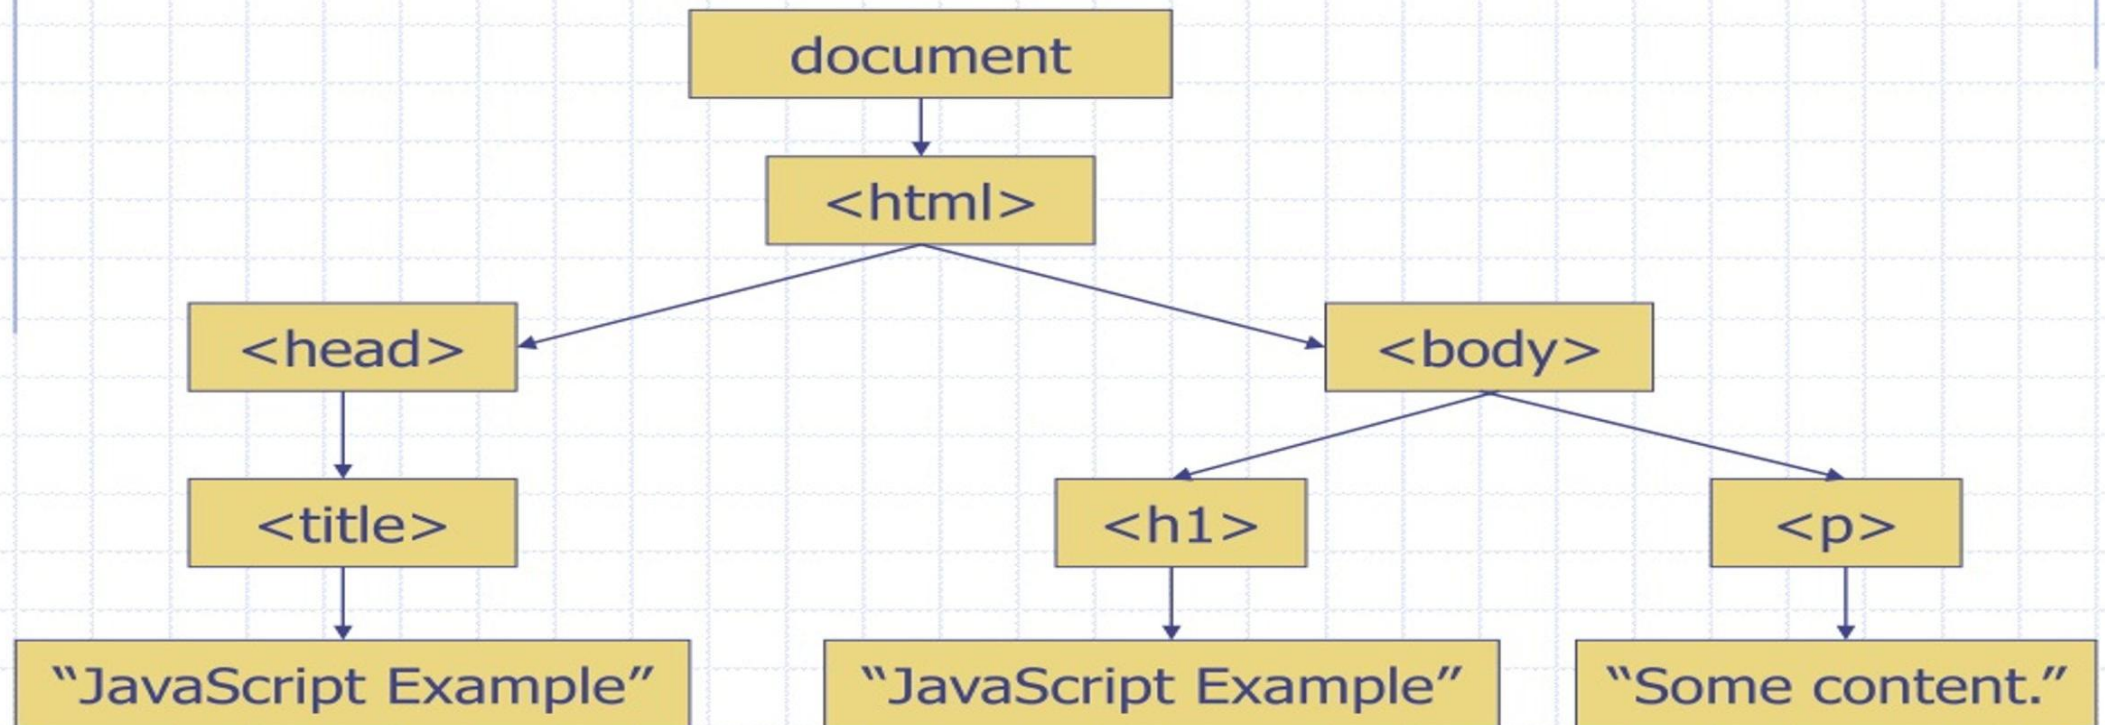 document
<html>
<head>
<body>
<title>
<h1>
<p>
“JavaScript Example”
“JavaScript Example”
“Some content.”